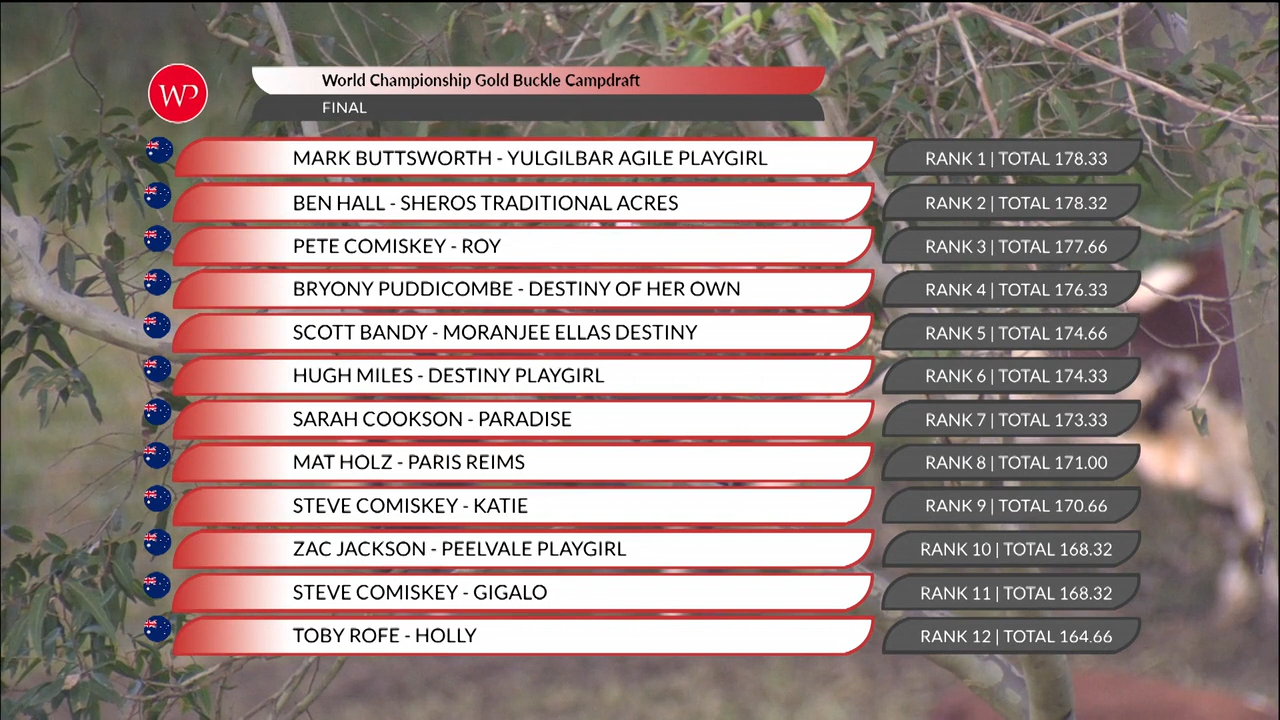 WP
World Championship Gold Buckle Campdraft
FINAL
MARK BUTTSWORTH - YULGILBAR AGILE PLAYGIRL RANK 1 | TOTAL 178.33
BEN HALL - SHEROS TRADITIONAL ACRES RANK 2 | TOTAL 178.32
PETE COMISKEY - ROY RANK 3 | TOTAL 177.66
BRYONY PUDDICOMBE - DESTINY OF HER OWN RANK 4 | TOTAL 176.33
SCOTT BANDY - MORANJEE ELLAS DESTINY RANK 5 | TOTAL 174.66
HUGH MILES - DESTINY PLAYGIRL RANK 6 | TOTAL 174.33
SARAH COOKSON - PARADISE RANK 7 | TOTAL 173.33
MAT HOLZ - PARIS REIMS RANK 8 | TOTAL 171.00
STEVE COMISKEY - KATIE RANK 9 | TOTAL 170.66
ZAC JACKSON - PEELVALE PLAYGIRL RANK 10 | TOTAL 168.32
STEVE COMISKEY - GIGALO RANK 11 | TOTAL 168.32
TOBY ROFE - HOLLY RANK 12 | TOTAL 164.66